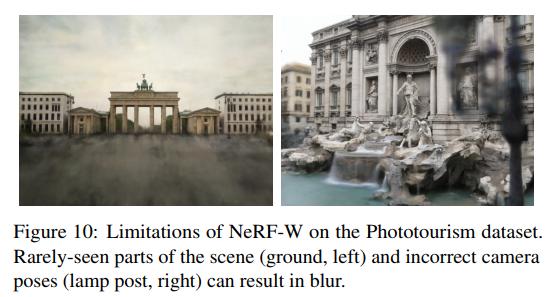 Figure 10: Limitations of NeRF-W on the Phototourism dataset.
Rarely-seen parts of the scene (ground, left) and incorrect camera
poses (lamp post, right) can result in blur.